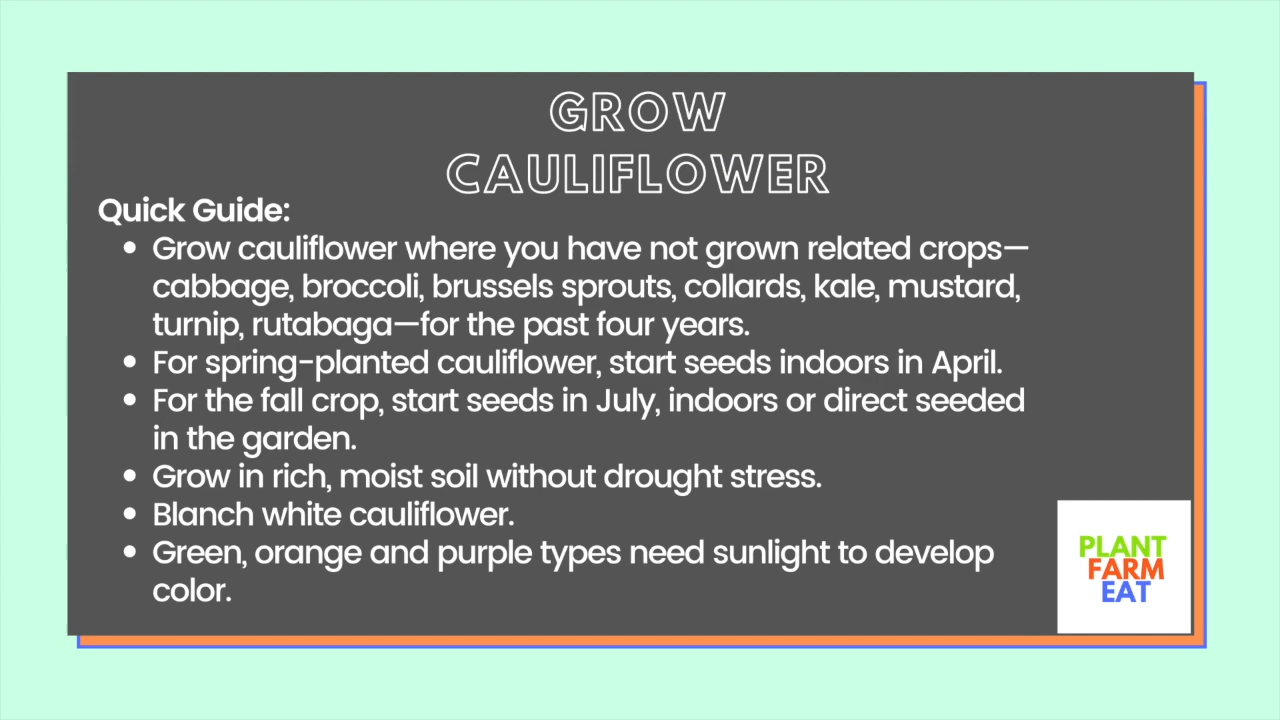 GROW
CAULIFLOWER
Quick Guide:
• Grow cauliflower where you have not grown related crops—
cabbage, broccoli, brussels sprouts, collards, kale, mustard,
turnip, rutabaga—for the past four years.
• For spring-planted cauliflower, start seeds indoors in April.
• For the fall crop, start seeds in July, indoors or direct seeded
in the garden.
• Grow in rich, moist soil without drought stress.
• Blanch white cauliflower.
• Green, orange and purple types need sunlight to develop
color.
PLANT
FARM
EAT